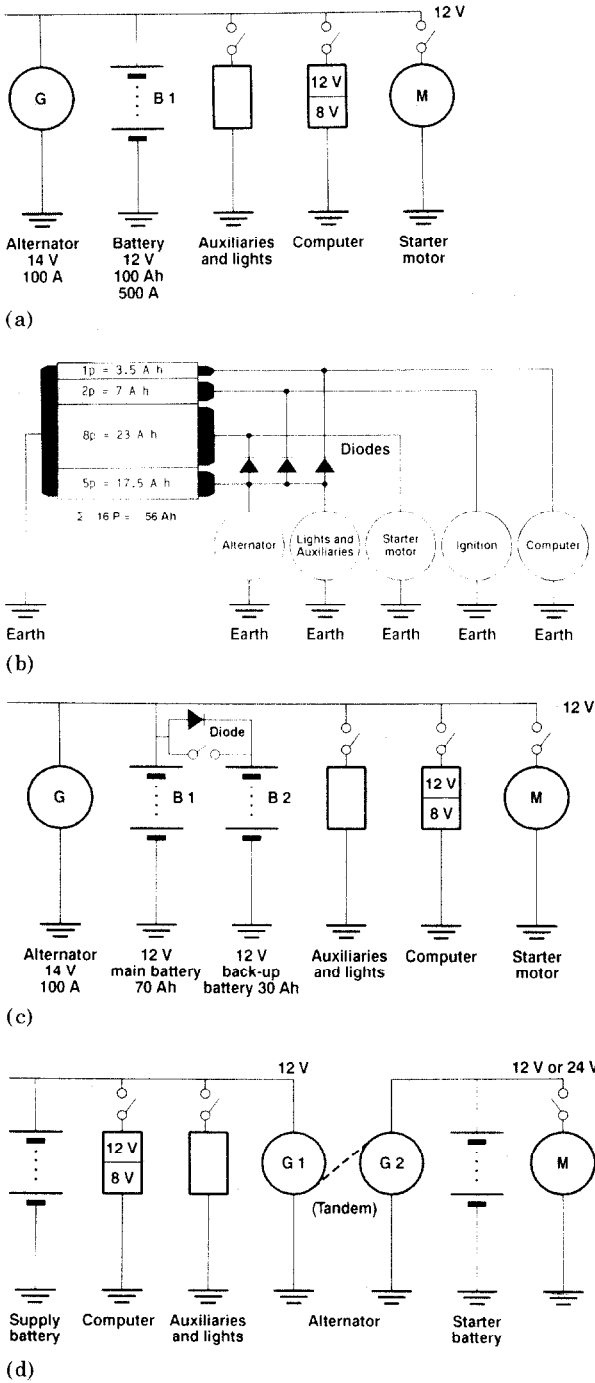 12 V
G
B 1
12 V
8 V
M
Alternator
14 V
100 A
Battery
12 V
100 Ah
500 A
Auxiliaries
and lights
Computer
Starter
motor
(a)
1p = 3.5 A h
2p = 7 A h
8p = 23 A h
5p = 17.5 A h
2 16 P = 56 Ah
Diodes
Alternator
Lights and
Auxiliaries
Starter
motor
Ignition
Computer
Earth
Earth
Earth
Earth
Earth
Earth
(b)
12 V
Diode
G
B 1
B 2
12 V
8 V
M
Alternator
14 V
100 A
12 V
main battery
70 Ah
12 V
back-up
battery 30 Ah
Auxiliaries
and lights
Computer
Starter
motor
(c)
12 V
12 V or 24 V
12 V
8 V
G 1
G 2
M
(Tandem)
Supply
battery
Computer
Auxiliaries
and lights
Alternator
Starter
battery
(d)